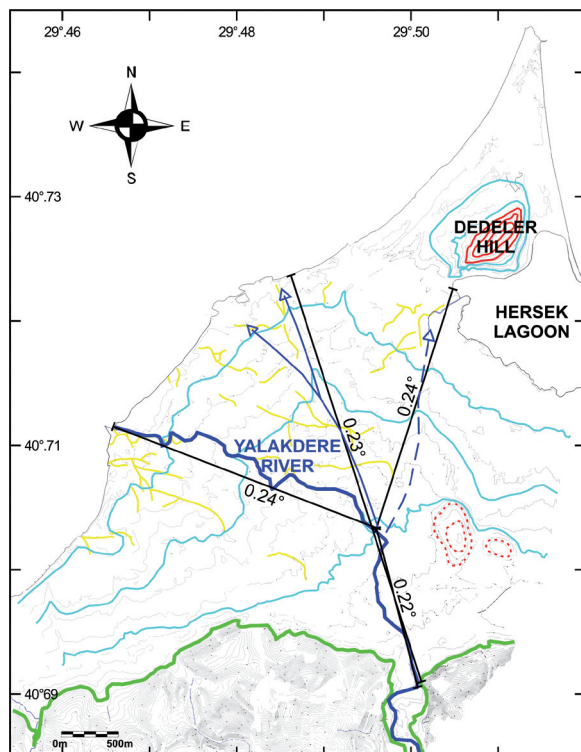 29°.46 29°.48 29°.50
N
W E
S
40°.73
DEDELER
HILL
HERSEK
LAGOON
0.24°
0.23°
40°.71
YALAKDERE
RIVER
0.24°
0.22°
40°.69
0m 500m